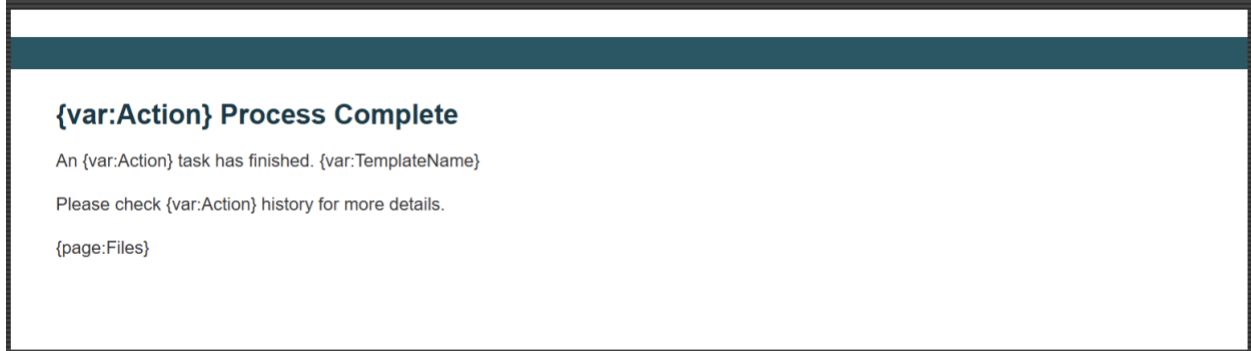 {var:Action} Process Complete
An {var:Action} task has finished. {var:TemplateName}
Please check {var:Action} history for more details.
{page:Files}